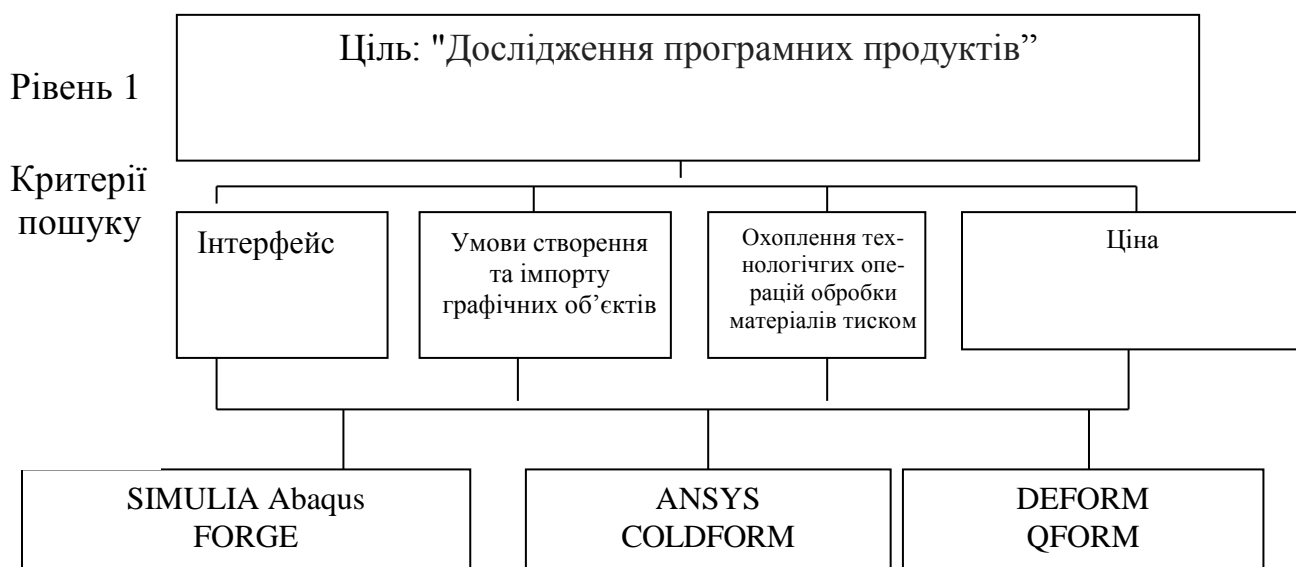 Ціль: "Дослідження програмних продуктів”
Рівень 1
Критерії
пошуку
Інтерфейс
Умови створення
та імпорту
графічних об’єктів
Охоплення тех-
нологічгих опе-
рацій обробки
матеріалів тиском
Ціна
SIMULIA Abaqus
FORGE
ANSYS
COLDFORM
DEFORM
QFORM